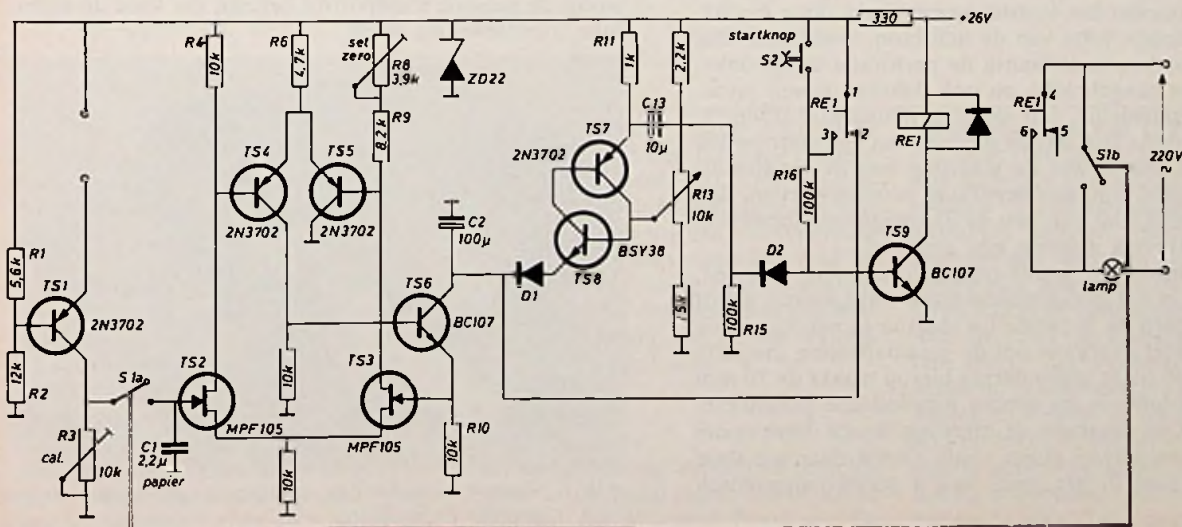 330
+26V
startknop
S2
RE1
1
3
2
RE1
RE1
4
6
5
S1b
220V
~
lamp
R4
10k
R6
4,7k
set
zero
R8
3,9k
R9
8,2k
ZD22
R11
1k
2,2k
C13
10μ
TS7
2N3702
R13
10k
R16
100k
TS4
2N3702
TS5
2N3702
C2
100μ
D1
TS8
BSY38
D2
TS9
BC107
R1
5,6k
TS1
2N3702
R2
12k
TS6
BC107
R15
100k
S1a
TS2
MPF105
10k
TS3
MPF105
R10
10k
R3
cal.
10k
C1
2,2μ
papier
10k